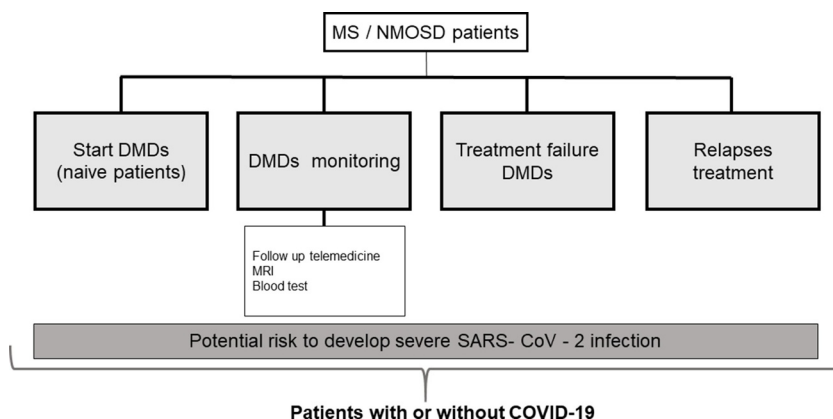 MS / NMOSD patients
Start DMDs
(naive patients)
DMDs monitoring
Treatment failure
DMDs
Relapses
treatment
Follow up telemedicine
MRI
Blood test
Potential risk to develop severe SARS- CoV - 2 infection
Patients with or without COVID-19